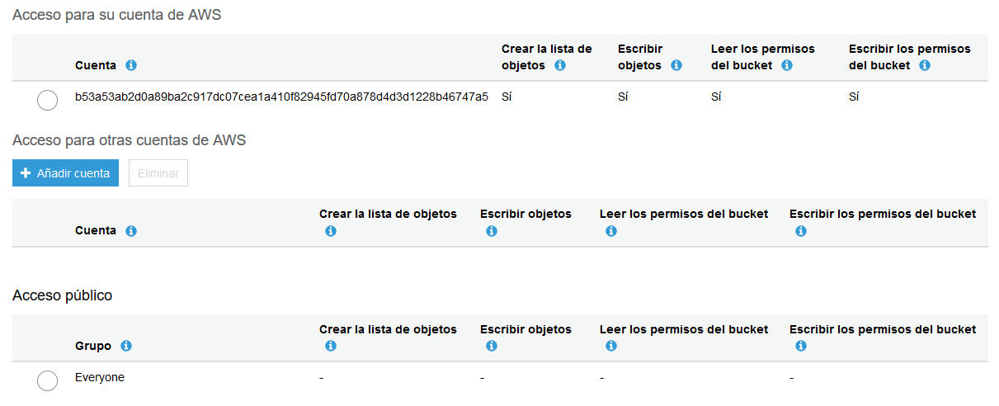 Acceso para su cuenta de AWS
Cuenta
Crear la lista de objetos
Escribir objetos
Leer los permisos del bucket
Escribir los permisos del bucket
b53a53ab2d0a89ba2c917dc07cea1a410f82945fd70a878d4d3d1228b46747a5 Sí Sí Sí Sí
Acceso para otras cuentas de AWS
+ Añadir cuenta Eliminar
Cuenta
Crear la lista de objetos
Escribir objetos
Leer los permisos del bucket
Escribir los permisos del bucket
Acceso público
Grupo
Crear la lista de objetos
Escribir objetos
Leer los permisos del bucket
Escribir los permisos del bucket
Everyone - - - -